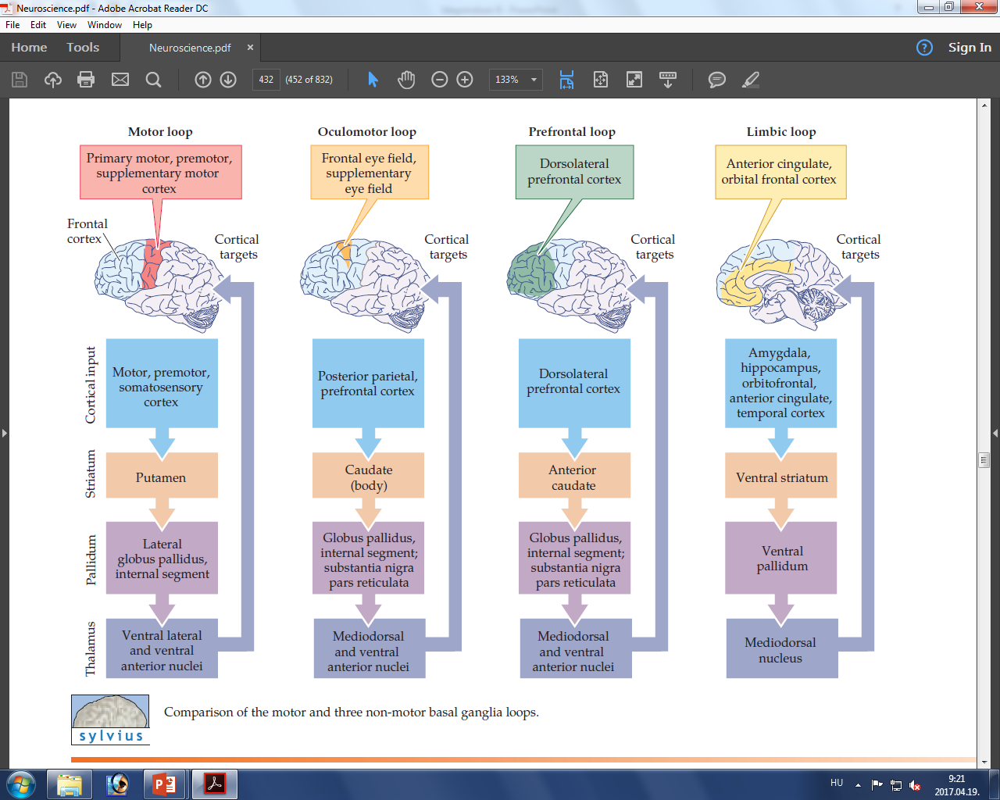 Neuroscience.pdf - Adobe Acrobat Reader DC
File Edit View Window Help
Home Tools Neuroscience.pdf × ? Sign In
432 (452 of 832) 133%
Motor loop
Primary motor, premotor,
supplementary motor
cortex
Frontal
cortex
Cortical
targets
Oculomotor loop
Frontal eye field,
supplementary
eye field
Cortical
targets
Prefrontal loop
Dorsolateral
prefrontal cortex
Cortical
targets
Limbic loop
Anterior cingulate,
orbital frontal cortex
Cortical
targets
Cortical input
Motor, premotor,
somatosensory
cortex
Posterior parietal,
prefrontal cortex
Dorsolateral
prefrontal cortex
Amygdala,
hippocampus,
orbitofrontal,
anterior cingulate,
temporal cortex
Striatum
Putamen
Caudate
(body)
Anterior
caudate
Ventral striatum
Pallidum
Lateral
globus pallidus,
internal segment
Globus pallidus,
internal segment;
substantia nigra
pars reticulata
Globus pallidus,
internal segment;
substantia nigra
pars reticulata
Ventral
pallidum
Thalamus
Ventral lateral
and ventral
anterior nuclei
Mediodorsal
and ventral
anterior nuclei
Mediodorsal
and ventral
anterior nuclei
Mediodorsal
nucleus
sylvius
Comparison of the motor and three non-motor basal ganglia loops.
HU
9:21
2017.04.19.